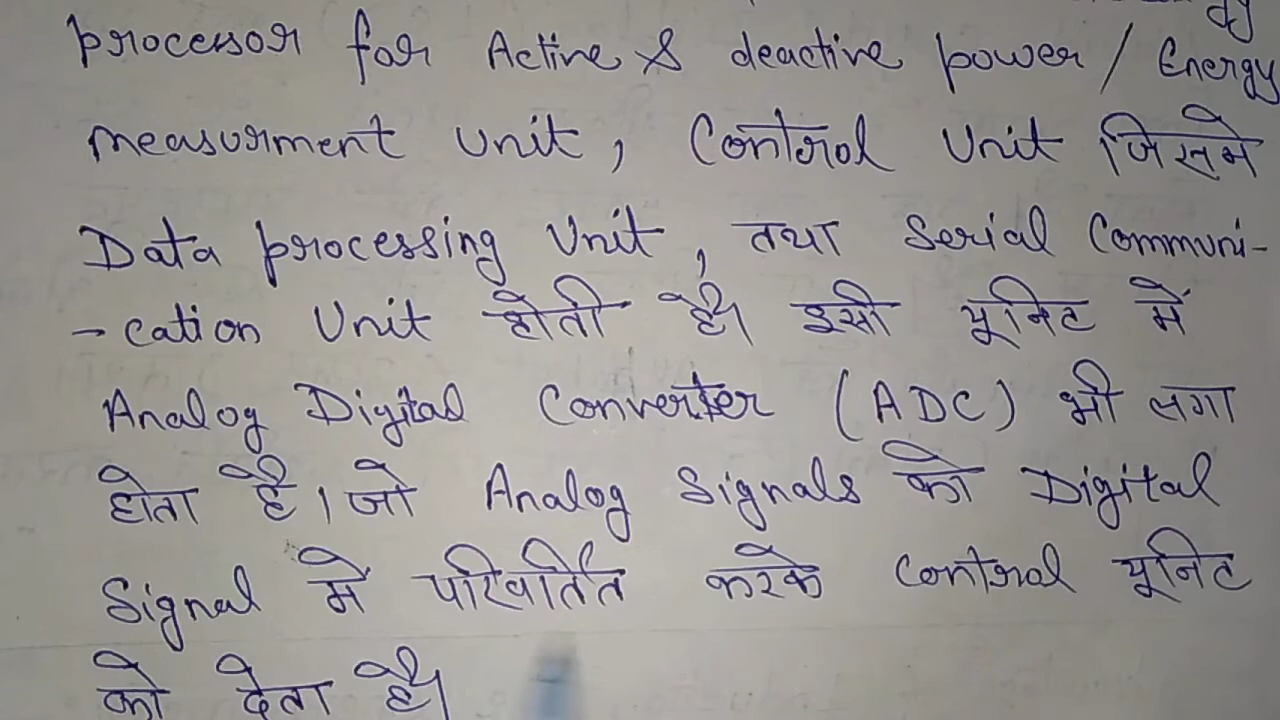 processor for Active & deactive power / Energy
measurment unit, Control Unit जिसमे
Data processing Unit, तथा Serial Communi-
-cation Unit होती है। इसी यूनिट में
Analog Digital Converter (ADC) भी लगा
होता है। जो Analog Signals को Digital
Signal में परिवर्तित करके Control यूनिट
को देता है।